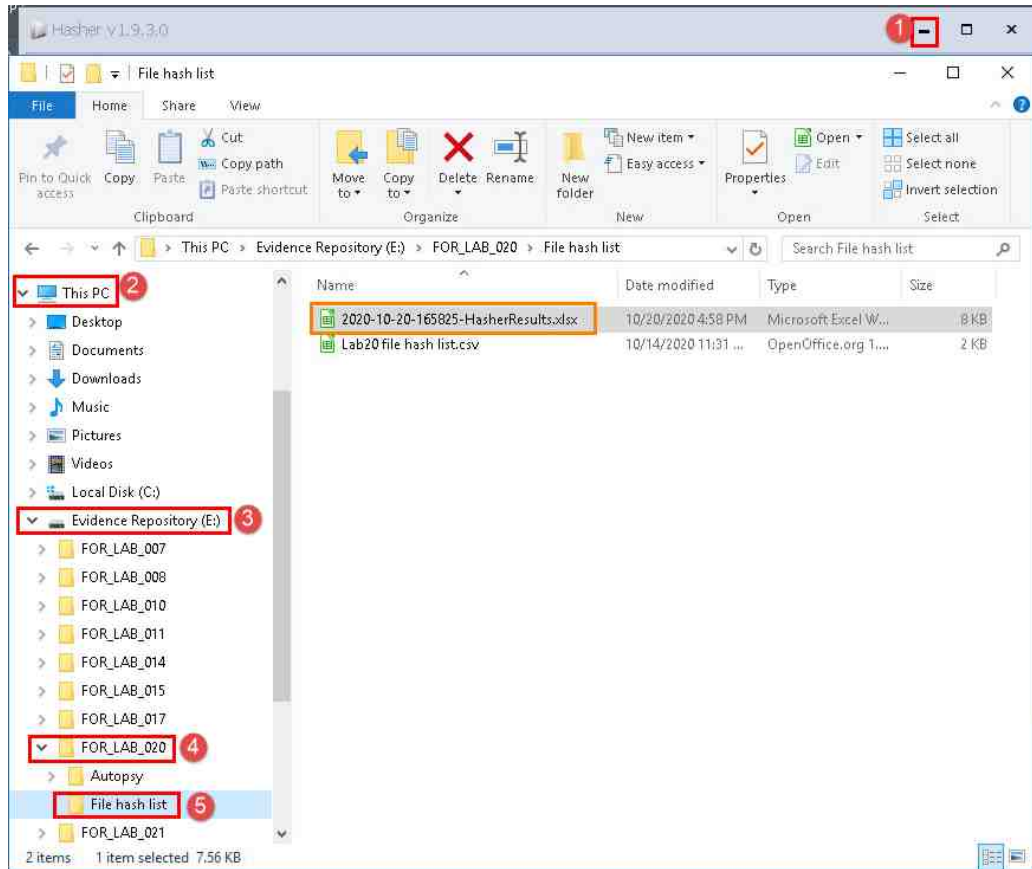 Hasher v1.9.3.0
1
File hash list
File Home Share View
Pin to Quick access
Copy
Paste
Cut
Copy path
Paste shortcut
Clipboard
Move to
Copy to
Delete
Rename
Organize
New folder
New item
Easy access
New
Properties
Open
Edit
Open
Select all
Select none
Invert selection
Select
This PC > Evidence Repository (E:) > FOR_LAB_020 > File hash list
Search File hash list
This PC 2
Desktop
Documents
Downloads
Music
Pictures
Videos
Local Disk (C:)
Evidence Repository (E:) 3
FOR_LAB_007
FOR_LAB_008
FOR_LAB_010
FOR_LAB_011
FOR_LAB_014
FOR_LAB_015
FOR_LAB_017
FOR_LAB_020 4
Autopsy
File hash list 5
FOR_LAB_021
Name Date modified Type Size
2020-10-20-165825-HasherResults.xlsx 10/20/2020 4:58 PM Microsoft Excel W... 8 KB
Lab20 file hash list.csv 10/14/2020 11:31 ... OpenOffice.org 1.... 2 KB
2 items 1 item selected 7.56 KB